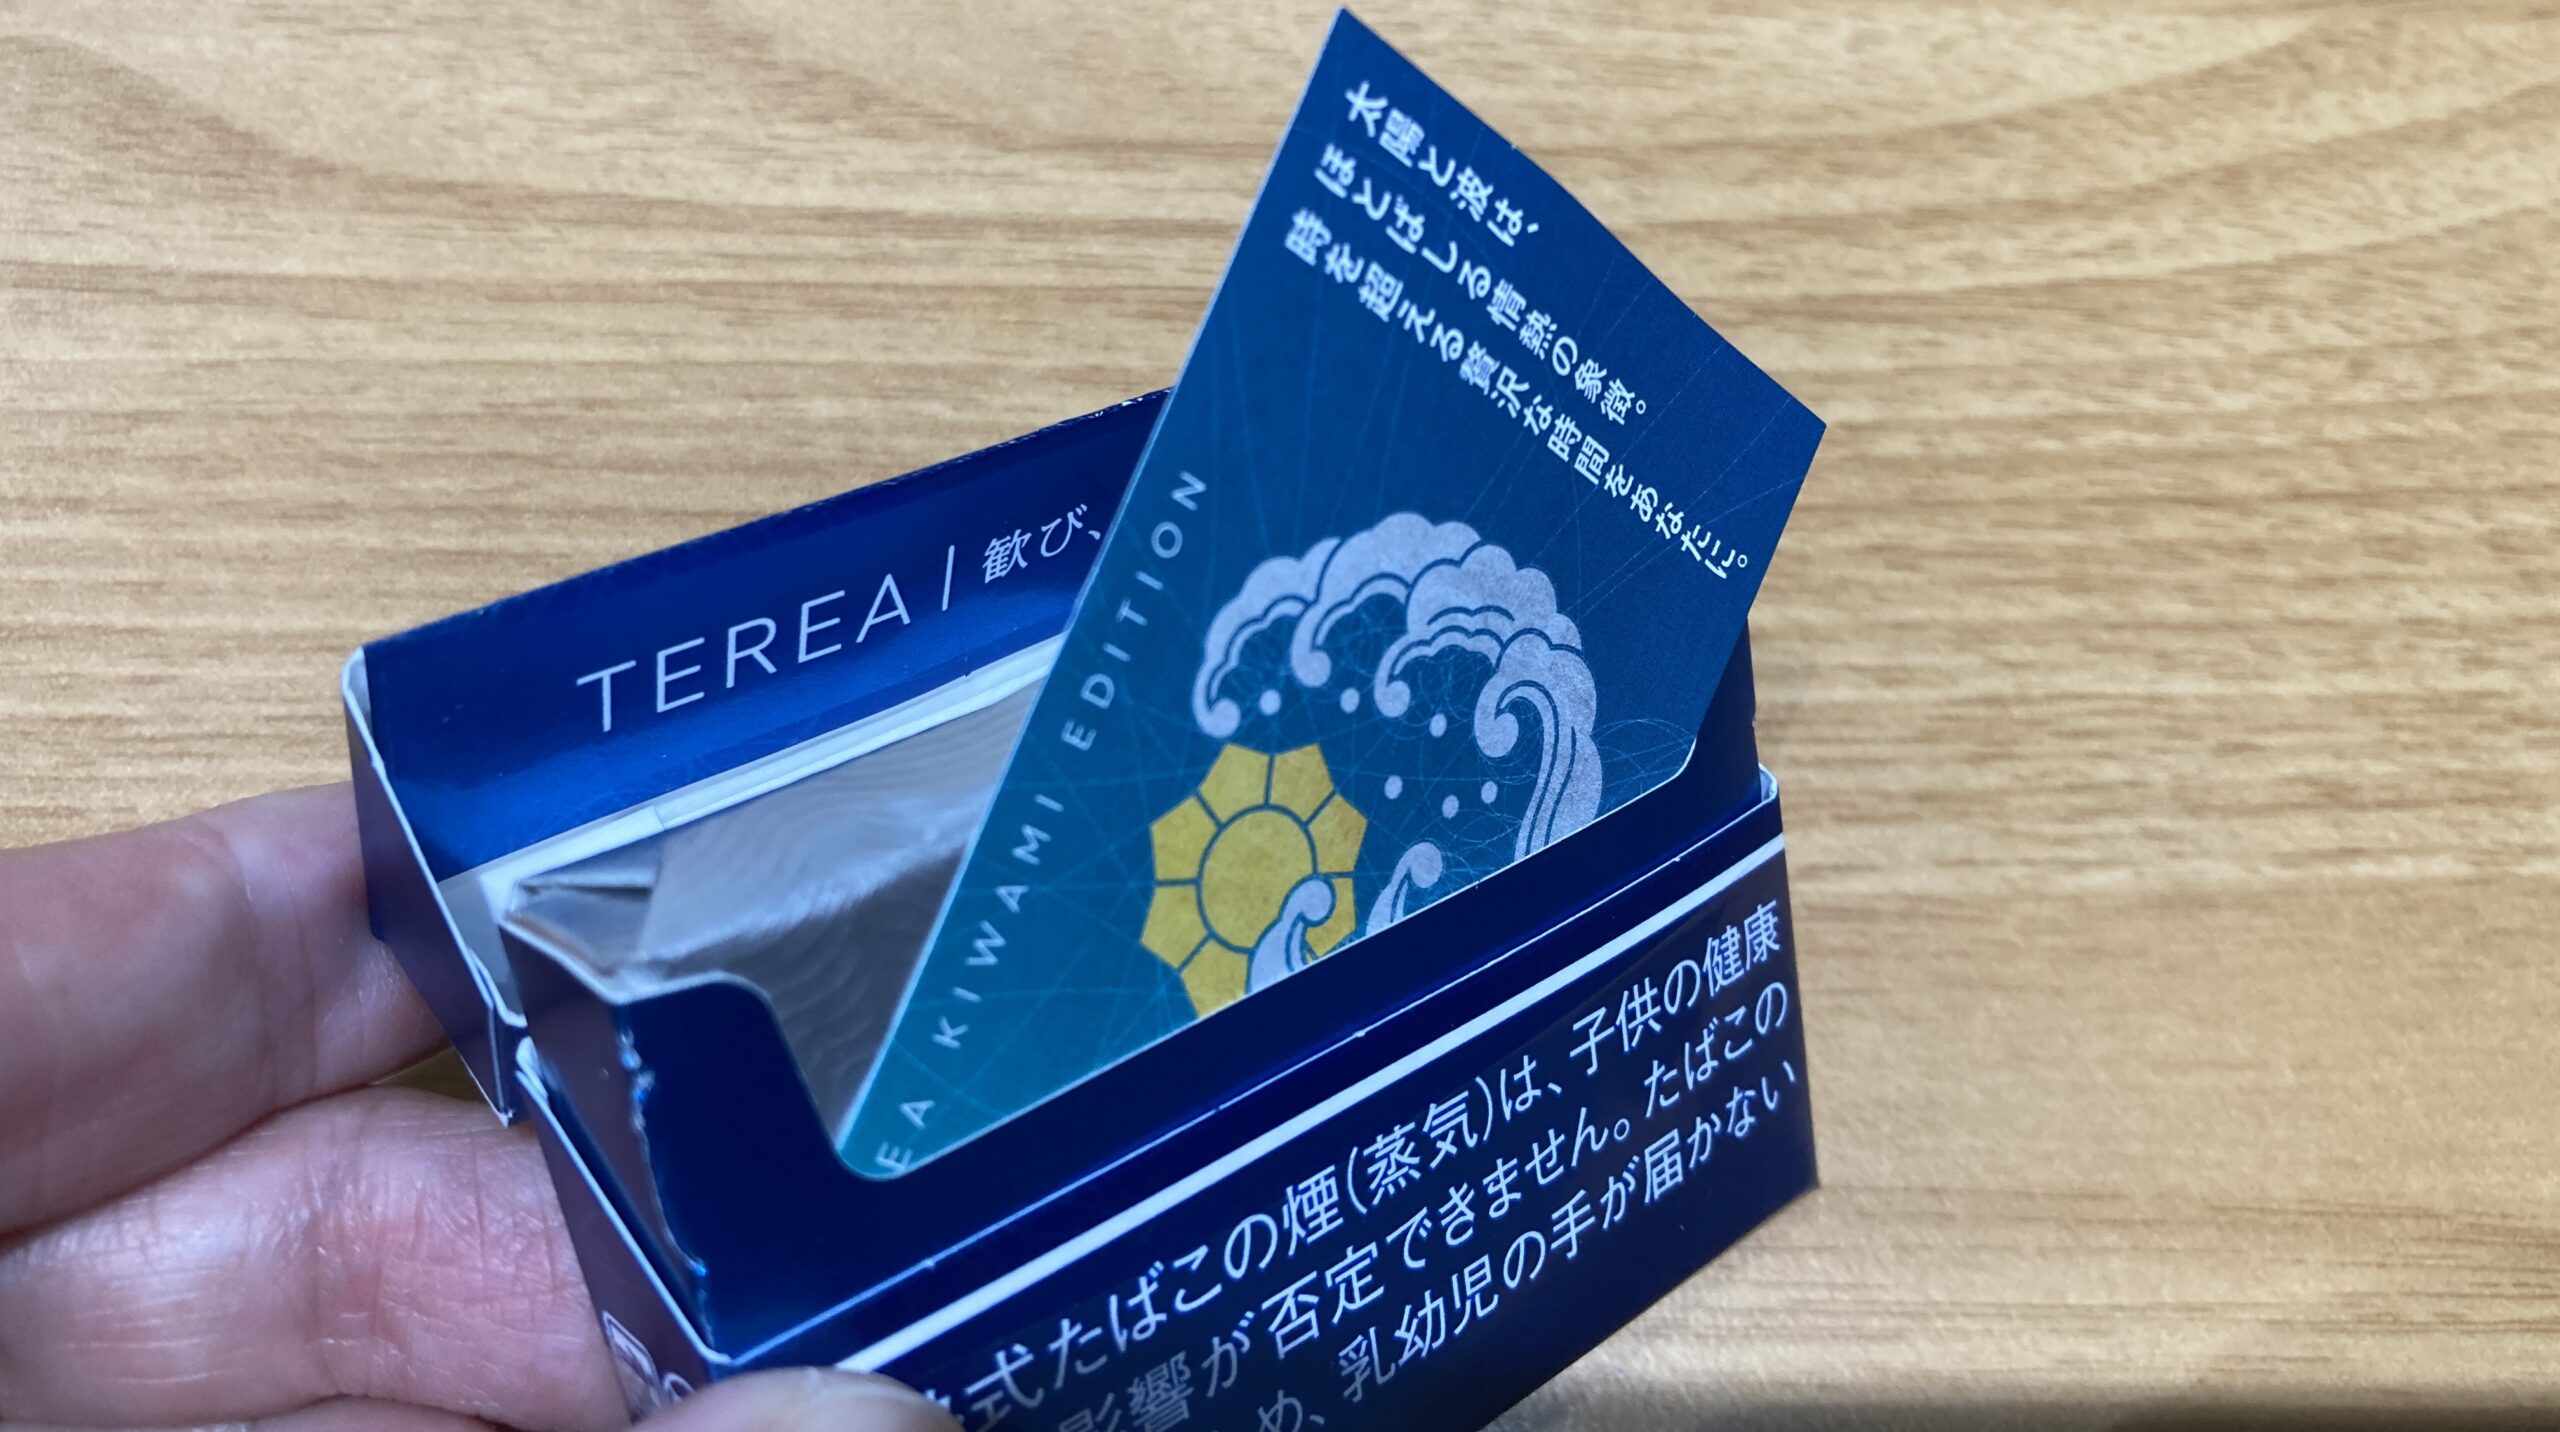 太陽と波は、
ほとばしる情熱の象徴。
時を超える贅沢な時間をあなたに。
EA KIWAMI EDITION
TEREA / 歓び、
式たばこの煙(蒸気)は、子供の健康
影響が否定できません。たばこの
め、乳幼児の手が届かない